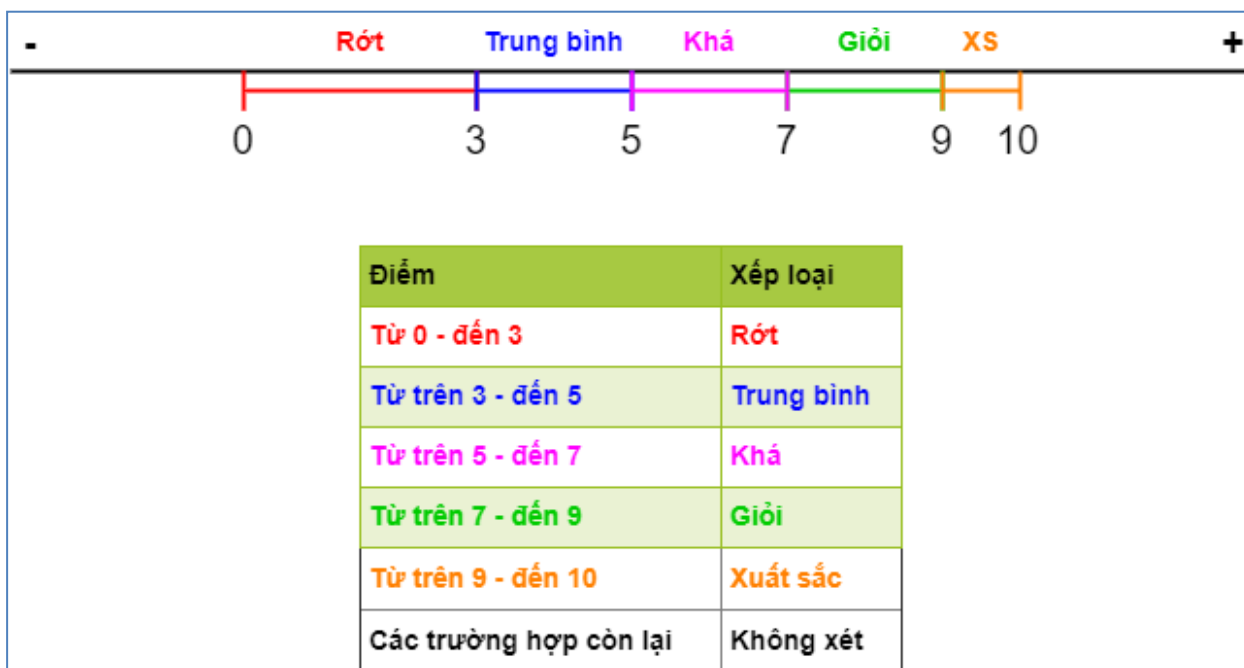 - Rớt Trung bình Khá Giỏi XS +
0 3 5 7 9 10
Điểm Xếp loại
Từ 0 - đến 3 Rớt
Từ trên 3 - đến 5 Trung bình
Từ trên 5 - đến 7 Khá
Từ trên 7 - đến 9 Giỏi
Từ trên 9 - đến 10 Xuất sắc
Các trường hợp còn lại Không xét